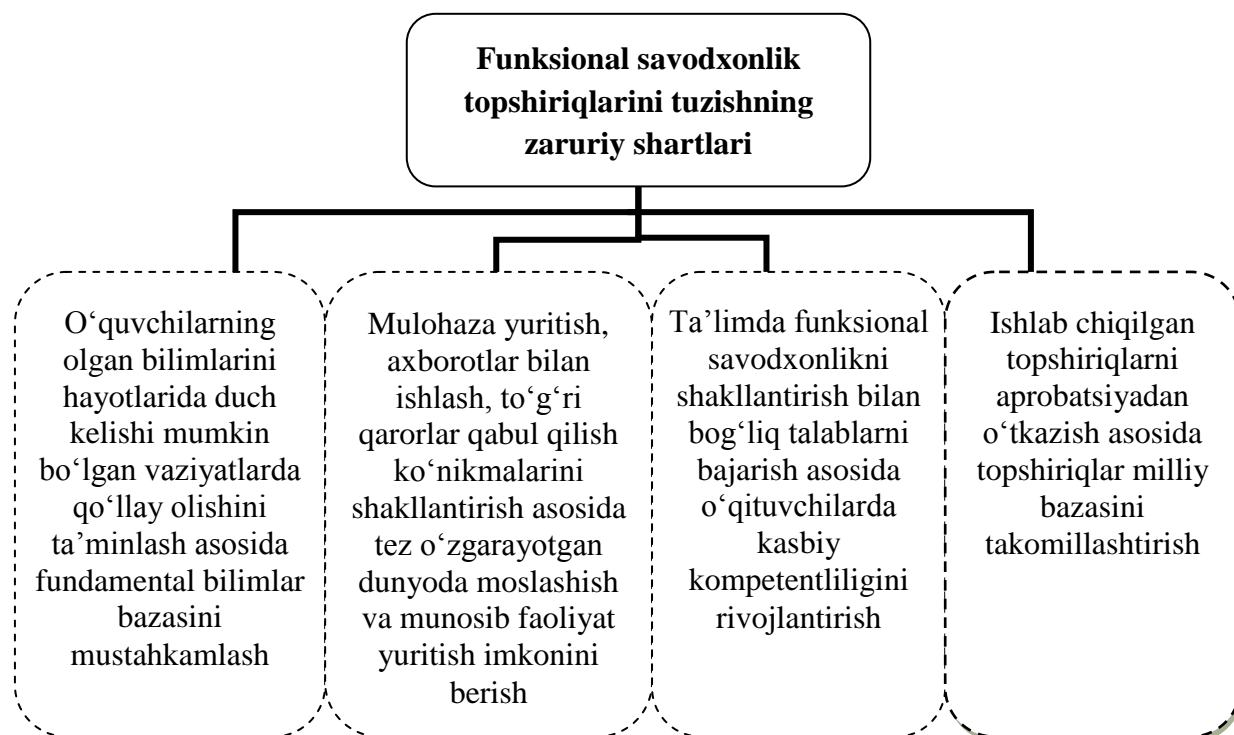 Funksional savodxonlik
topshiriqlarini tuzishning
zaruriy shartlari
O‘quvchilarning
olgan bilimlarini
hayotlarida duch
kelishi mumkin
bo‘lgan vaziyatlarda
qo‘llay olishini
ta’minlash asosida
fundamental bilimlar
bazasini
mustahkamlash
Mulohaza yuritish,
axborotlar bilan
ishlash, to‘g‘ri
qarorlar qabul qilish
ko‘nikmalarini
shakllantirish asosida
tez o‘zgarayotgan
dunyoda moslashish
va munosib faoliyat
yuritish imkonini
berish
Ta’limda funksional
savodxonlikni
shakllantirish bilan
bog‘liq talablarni
bajarish asosida
o‘qituvchilarda
kasbiy
kompetentliligini
rivojlantirish
Ishlab chiqilgan
topshiriqlarni
aprobatsiyadan
o‘tkazish asosida
topshiriqlar milliy
bazasini
takomillashtirish